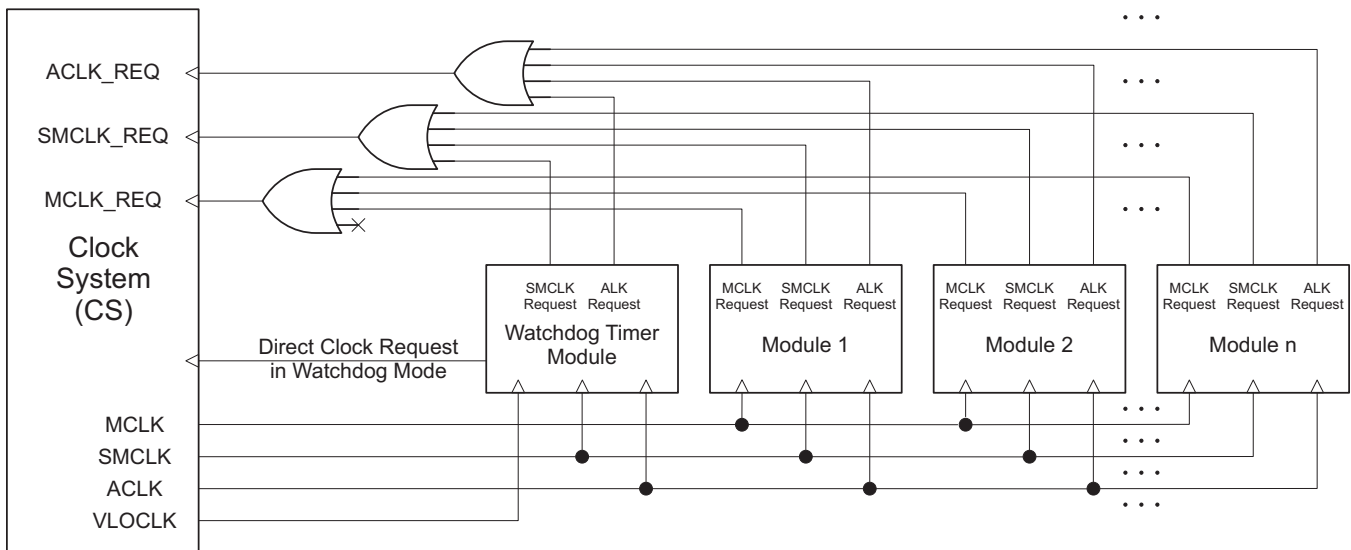 ACLK_REQ
SMCLK_REQ
MCLK_REQ
Clock
System
(CS)
SMCLK
Request
ALK
Request
Watchdog Timer
Module
MCLK
Request
SMCLK
Request
ALK
Request
Module 1
MCLK
Request
SMCLK
Request
ALK
Request
Module 2
MCLK
Request
SMCLK
Request
ALK
Request
Module n
Direct Clock Request
in Watchdog Mode
MCLK
SMCLK
ACLK
VLOCLK